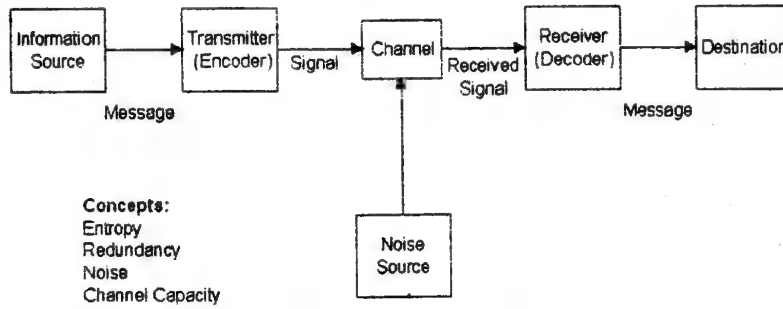 Information
Source
Transmitter
(Encoder)
Channel
Receiver
(Decoder)
Destination
Message
Signal
Received
Signal
Message
Noise
Source
Concepts:
Entropy
Redundancy
Noise
Channel Capacity